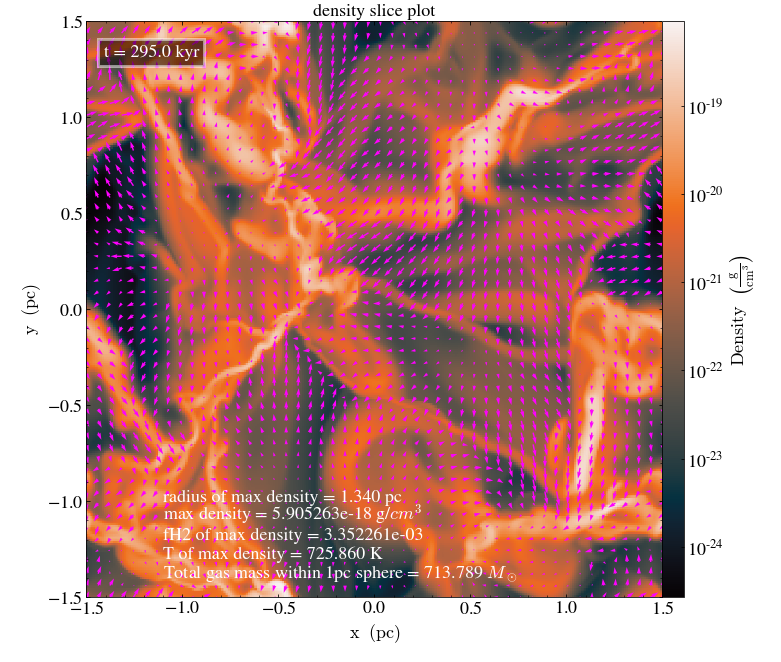 density slice plot
t = 295.0 kyr
1.5
1.0
0.5
0.0
−0.5
−1.0
−1.5
y (pc)
radius of max density = 1.340 pc
max density = 5.905263e-18 g/cm³
fH2 of max density = 3.352261e-03
T of max density = 725.860 K
Total gas mass within 1pc sphere = 713.789 M☉
−1.5 −1.0 −0.5 0.0 0.5 1.0 1.5
x (pc)
10⁻¹⁹
10⁻²⁰
10⁻²¹
10⁻²²
10⁻²³
10⁻²⁴
Density (g/cm³)